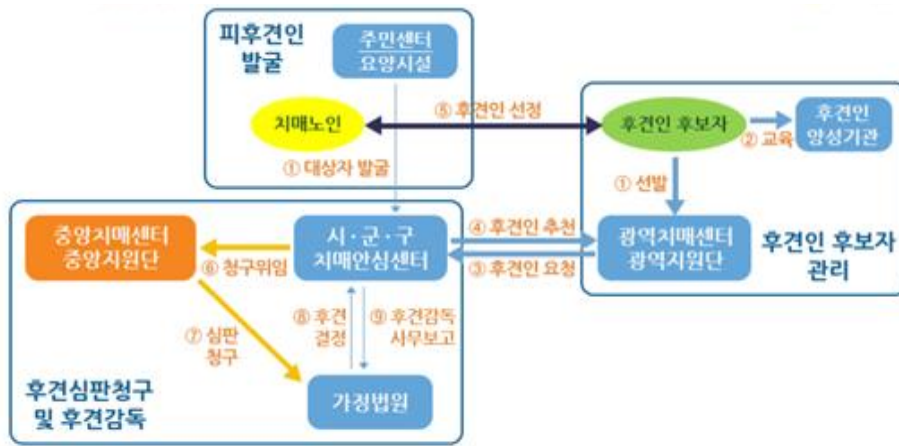 피후견인
발굴
주민센터
요양시설
치매노인
⑤ 후견인 선정
후견인 후보자
② 교육
후견인
양성기관
① 대상자 발굴
① 선발
중앙치매센터
중앙지원단
⑥ 청구위임
시·군·구
치매안심센터
④ 후견인 추천
③ 후견인 요청
광역치매센터
광역지원단
후견인 후보자
관리
⑦ 심판
청구
⑧ 후견
결정
⑨ 후견감독
사무보고
가정법원
후견심판청구
및 후견감독